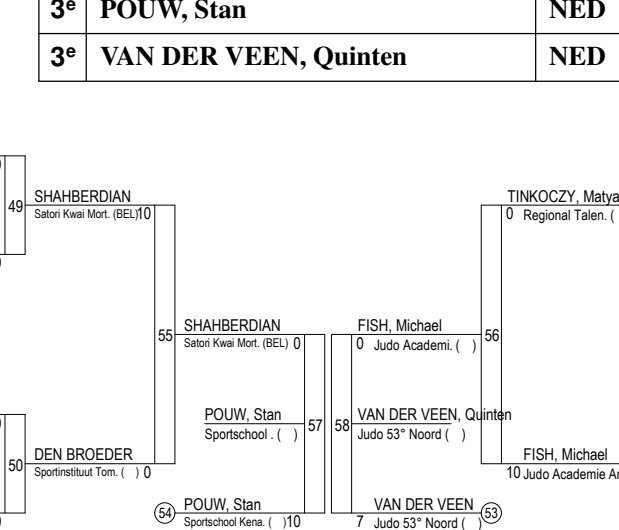 3e POUW, Stan NED
3e VAN DER VEEN, Quinten NED
49 SHAHBERDIAN
Satori Kwai Mort. (BEL)10
TINKOCZY, Matya
0 Regional Talen. (
55 SHAHBERDIAN
Satori Kwai Mort. (BEL) 0
FISH, Michael 56
0 Judo Academi. ( )
POUW, Stan 57
Sportschool . ( )
58 VAN DER VEEN, Quinten
Judo 53° Noord ( )
50 DEN BROEDER
Sportinstituut Tom. ( ) 0
FISH, Michael
10 Judo Academie A
54 POUW, Stan
Sportschool Kena. ( )10
VAN DER VEEN 53
7 Judo 53° Noord ( )